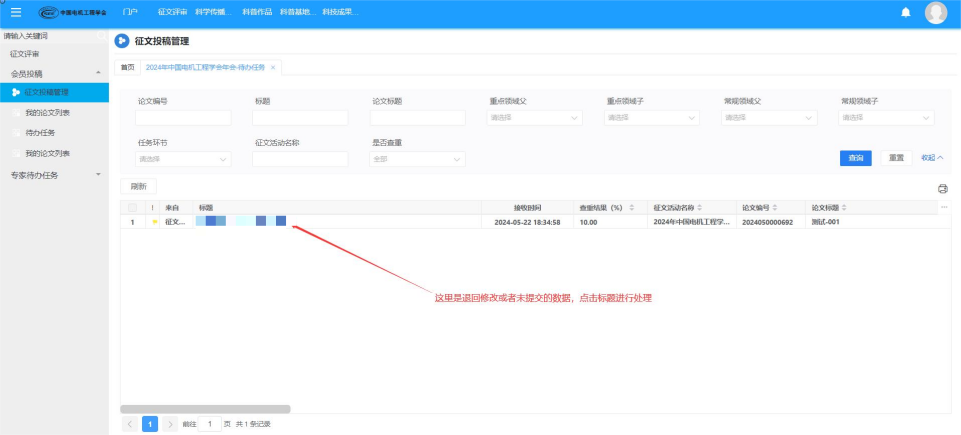 中国电机工程学会 门户 征文评审 科学传播... 科普作品 科普基地... 科技成果...
请输入关键词
征文评审
会员投稿
征文投稿管理
我的论文列表
待办任务
我的论文列表
专家待办任务
征文投稿管理
首页 2024年中国电机工程学会年会-待办任务 ×
论文编号 标题 论文标题 重点领域父 重点领域子 常规领域父 常规领域子
请选择 请选择 请选择 请选择
任务环节 征文活动名称 是否查重
请选择 全部 查询 重置 收起
刷新
! 来自 标题 接收时间 查重结果（%） 征文活动名称 论文编号 论文标题 ...
1 征文... 2024-05-22 18:34:58 10.00 2024年中国电机工程学... 2024050000692 测试-001
这里是退回修改或者未提交的数据，点击标题进行处理
< 1 > 前往 1 页 共 1 条记录